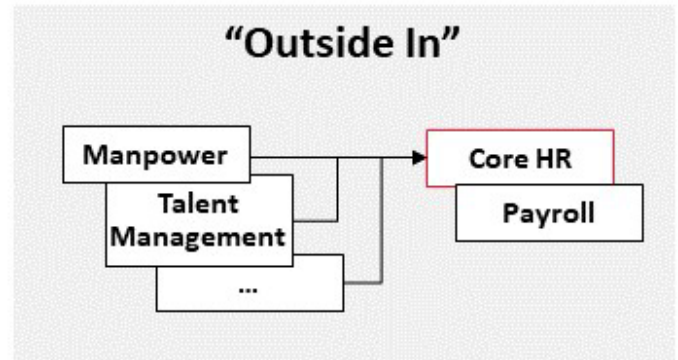 “Outside In”
Manpower
Talent
Management
...
Core HR
Payroll